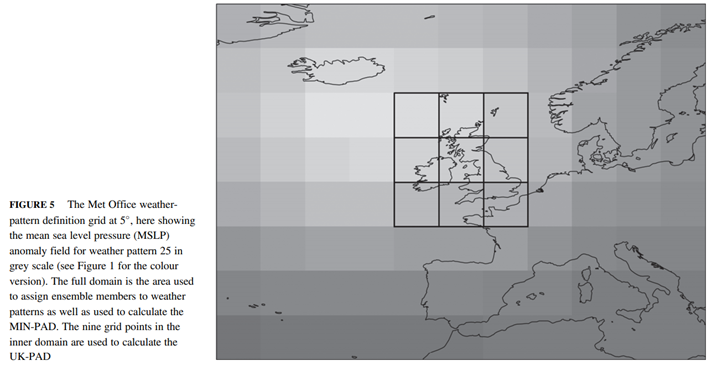 FIGURE 5 The Met Office weather-
pattern definition grid at 5°, here showing
the mean sea level pressure (MSLP)
anomaly field for weather pattern 25 in
grey scale (see Figure 1 for the colour
version). The full domain is the area used
to assign ensemble members to weather
patterns as well as used to calculate the
MIN-PAD. The nine grid points in the
inner domain are used to calculate the
UK-PAD